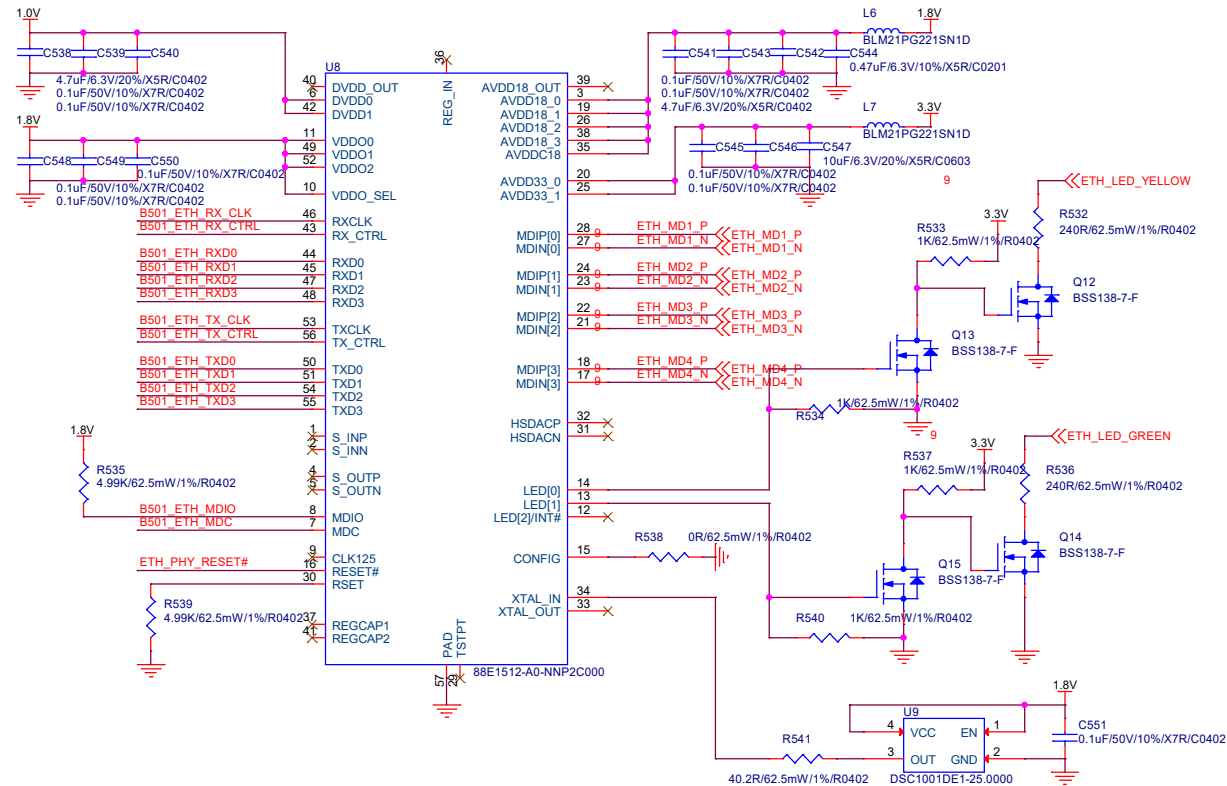 1.0V
C538
C539
C540
4.7uF/6.3V/20%/X5R/C0402
0.1uF/50V/10%/X7R/C0402
0.1uF/50V/10%/X7R/C0402
1.8V
C548
C549
C550
0.1uF/50V/10%/X7R/C0402
0.1uF/50V/10%/X7R/C0402
0.1uF/50V/10%/X7R/C0402
B501_ETH_RX_CLK
B501_ETH_RX_CTRL
B501_ETH_RXD0
B501_ETH_RXD1
B501_ETH_RXD2
B501_ETH_RXD3
B501_ETH_TX_CLK
B501_ETH_TX_CTRL
B501_ETH_TXD0
B501_ETH_TXD1
B501_ETH_TXD2
B501_ETH_TXD3
1.8V
R535
4.99K/62.5mW/1%/R0402
B501_ETH_MDIO
B501_ETH_MDC
ETH_PHY_RESET#
R539
4.99K/62.5mW/1%/R0402
U8
36
REG_IN
40 DVDD_OUT
6 DVDD0
42 DVDD1
11 VDDO0
49 VDDO1
52 VDDO2
10 VDDO_SEL
46 RXCLK
43 RX_CTRL
44 RXD0
45 RXD1
47 RXD2
48 RXD3
53 TXCLK
56 TX_CTRL
50 TXD0
51 TXD1
54 TXD2
55 TXD3
1 S_INP
2 S_INN
4 S_OUTP
5 S_OUTN
8 MDIO
7 MDC
9 CLK125
16 RESET#
30 RSET
37 REGCAP1
41 REGCAP2
AVDD18_OUT 39
AVDD18_0 3
AVDD18_1 19
AVDD18_2 26
AVDD18_3 38
AVDDC18 35
AVDD33_0 20
AVDD33_1 25
MDIP[0] 28
MDIN[0] 27
MDIP[1] 24
MDIN[1] 23
MDIP[2] 22
MDIN[2] 21
MDIP[3] 18
MDIN[3] 17
HSDACP 32
HSDACN 31
LED[0] 14
LED[1] 13
LED[2]/INT# 12
CONFIG 15
XTAL_IN 34
XTAL_OUT 33
PAD
TSTPT
57
29
88E1512-A0-NNP2C000
L6
1.8V
BLM21PG221SN1D
C541
C543
C542
C544
0.47uF/6.3V/10%/X5R/C0201
0.1uF/50V/10%/X7R/C0402
0.1uF/50V/10%/X7R/C0402
4.7uF/6.3V/20%/X5R/C0402
L7
3.3V
BLM21PG221SN1D
C545
C546
C547
10uF/6.3V/20%/X5R/C0603
0.1uF/50V/10%/X7R/C0402
0.1uF/50V/10%/X7R/C0402
9 ETH_MD1_P ETH_MD1_P
9 ETH_MD1_N ETH_MD1_N
9 ETH_MD2_P ETH_MD2_P
9 ETH_MD2_N ETH_MD2_N
9 ETH_MD3_P ETH_MD3_P
9 ETH_MD3_N ETH_MD3_N
9 ETH_MD4_P ETH_MD4_P
9 ETH_MD4_N ETH_MD4_N
9
ETH_LED_YELLOW
R532
240R/62.5mW/1%/R0402
3.3V
R533
1K/62.5mW/1%/R0402
Q12
BSS138-7-F
Q13
BSS138-7-F
R534
1K/62.5mW/1%/R0402
9
ETH_LED_GREEN
3.3V
R537
1K/62.5mW/1%/R0402
R536
240R/62.5mW/1%/R0402
Q14
BSS138-7-F
Q15
BSS138-7-F
R538
0R/62.5mW/1%/R0402
R540
1K/62.5mW/1%/R0402
1.8V
C551
0.1uF/50V/10%/X7R/C0402
U9
4 VCC EN 1
3 OUT GND 2
DSC1001DE1-25.0000
R541
40.2R/62.5mW/1%/R0402